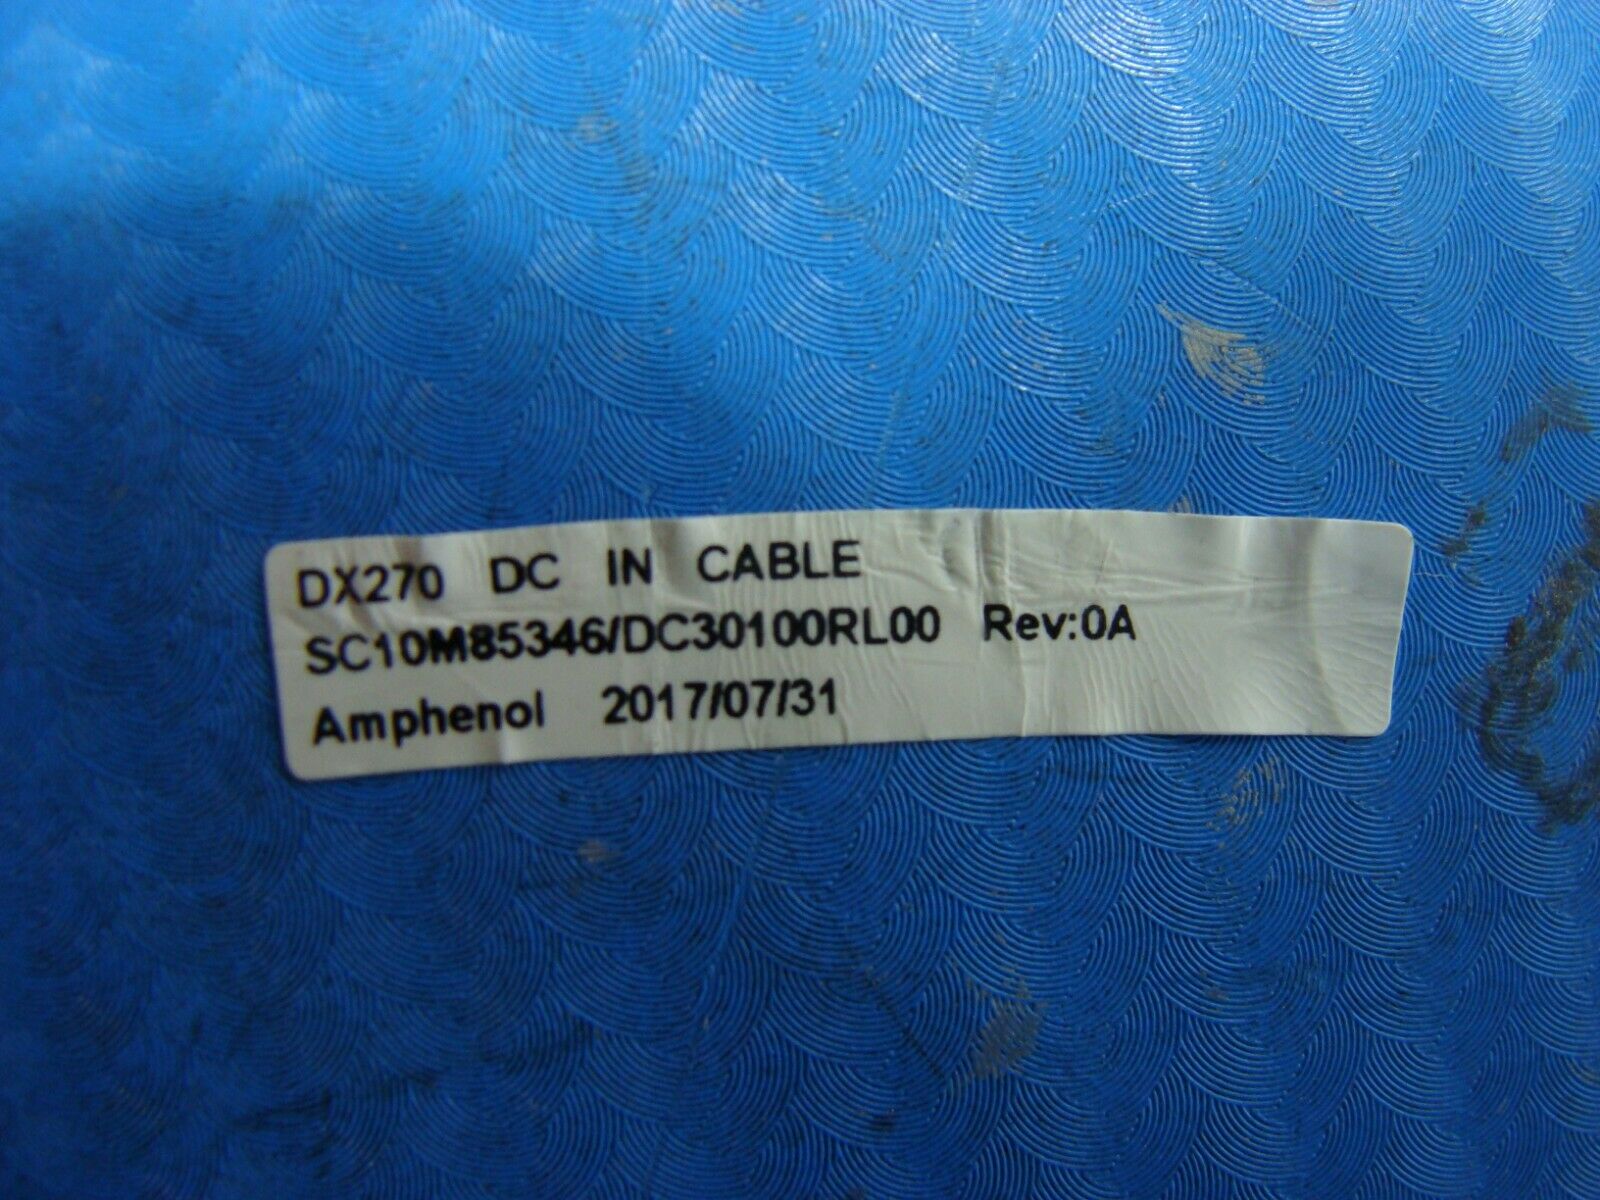 DX270 DC IN CABLE
SC10M85346/DC30100RL00 Rev:0A
Amphenol 2017/07/31